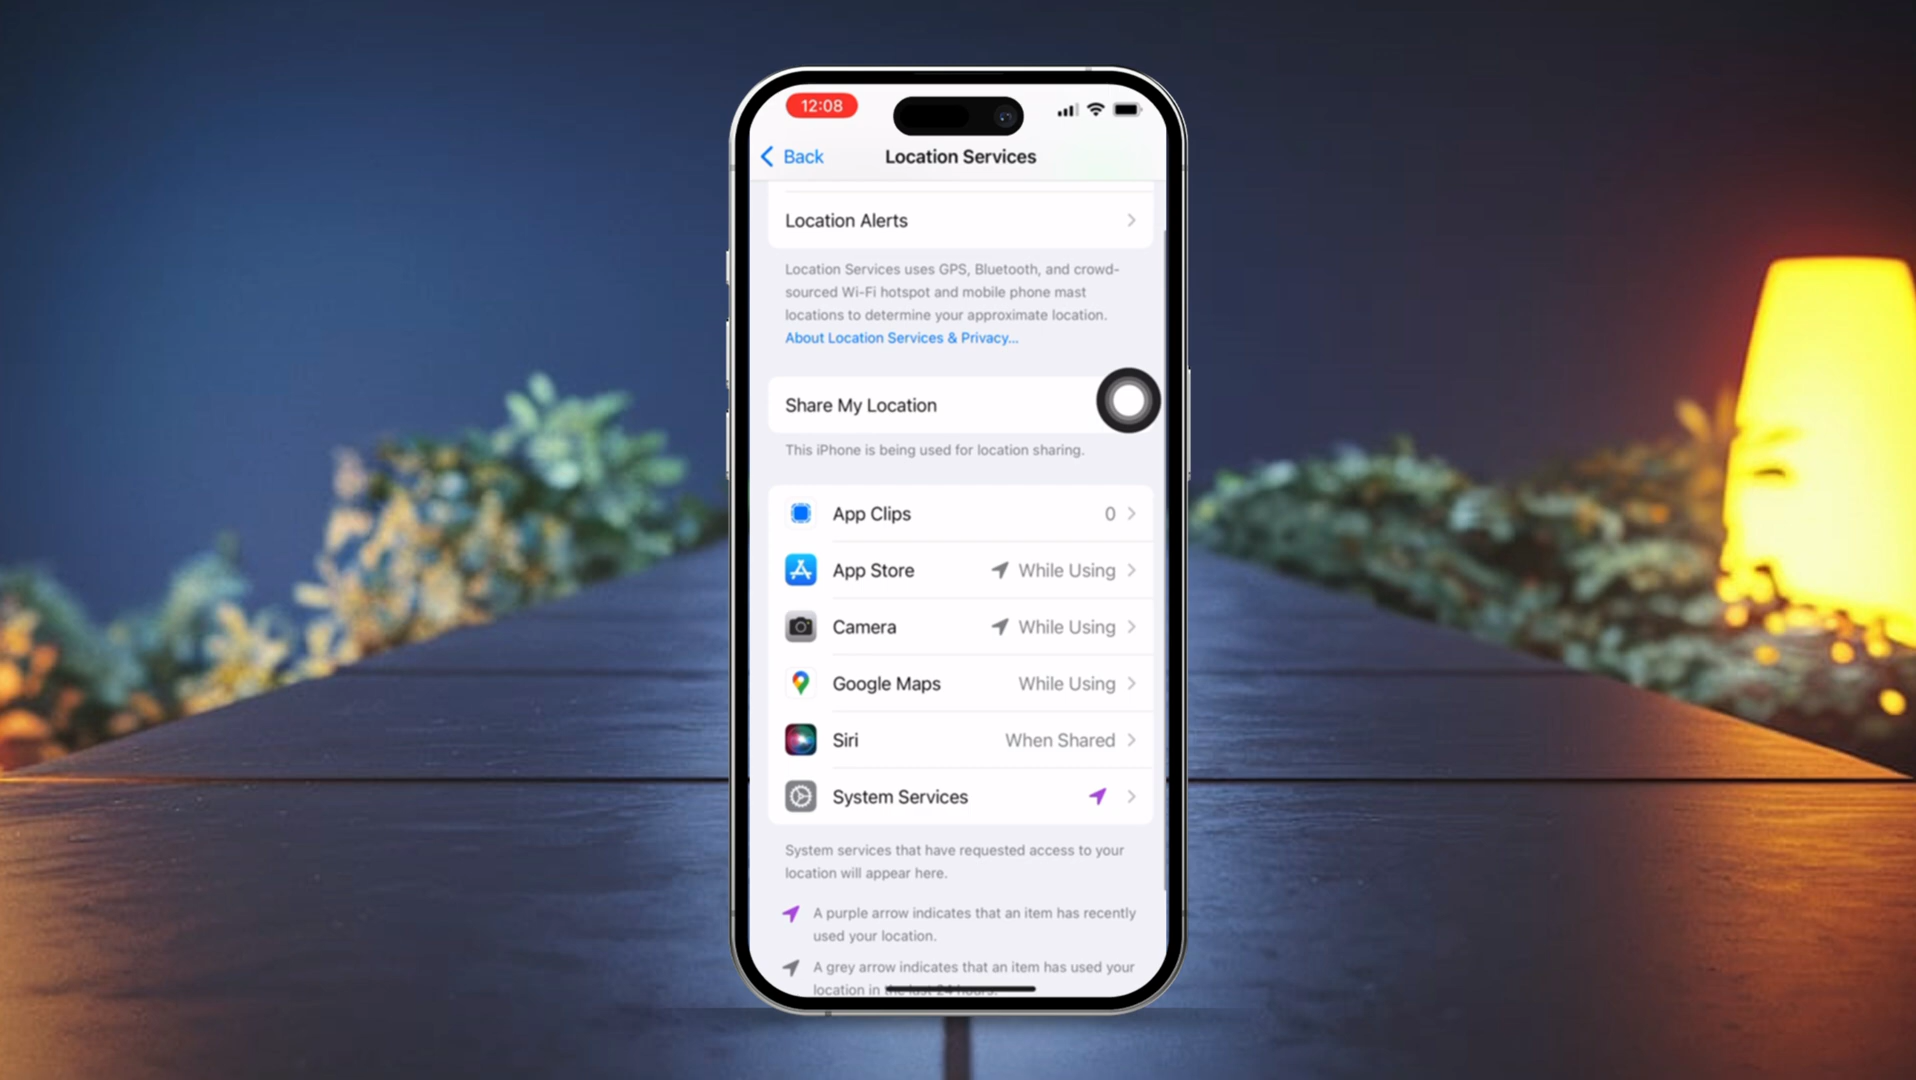 12:08
Back
Location Services
Location Alerts
Location Services uses GPS, Bluetooth, and crowd-
sourced Wi-Fi hotspot and mobile phone mast
locations to determine your approximate location.
About Location Services & Privacy...
Share My Location
This iPhone is being used for location sharing.
App Clips 0
App Store While Using
Camera While Using
Google Maps While Using
Siri When Shared
System Services
System services that have requested access to your
location will appear here.
A purple arrow indicates that an item has recently
used your location.
A grey arrow indicates that an item has used your
location in the last 24 hours.